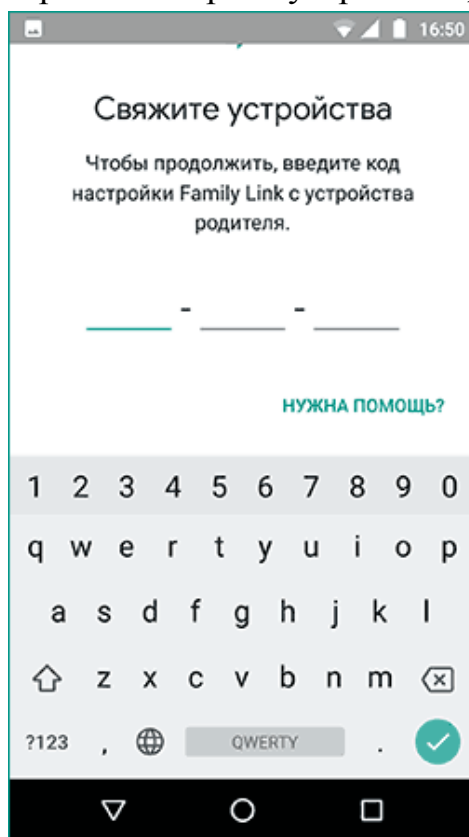 16:50
Свяжите устройства
Чтобы продолжить, введите код
настройки Family Link с устройства
родителя.
- -
НУЖНА ПОМОЩЬ?
1 2 3 4 5 6 7 8 9 0
q w e r t y u i o p
a s d f g h j k l
z x c v b n m
?123 , QWERTY .